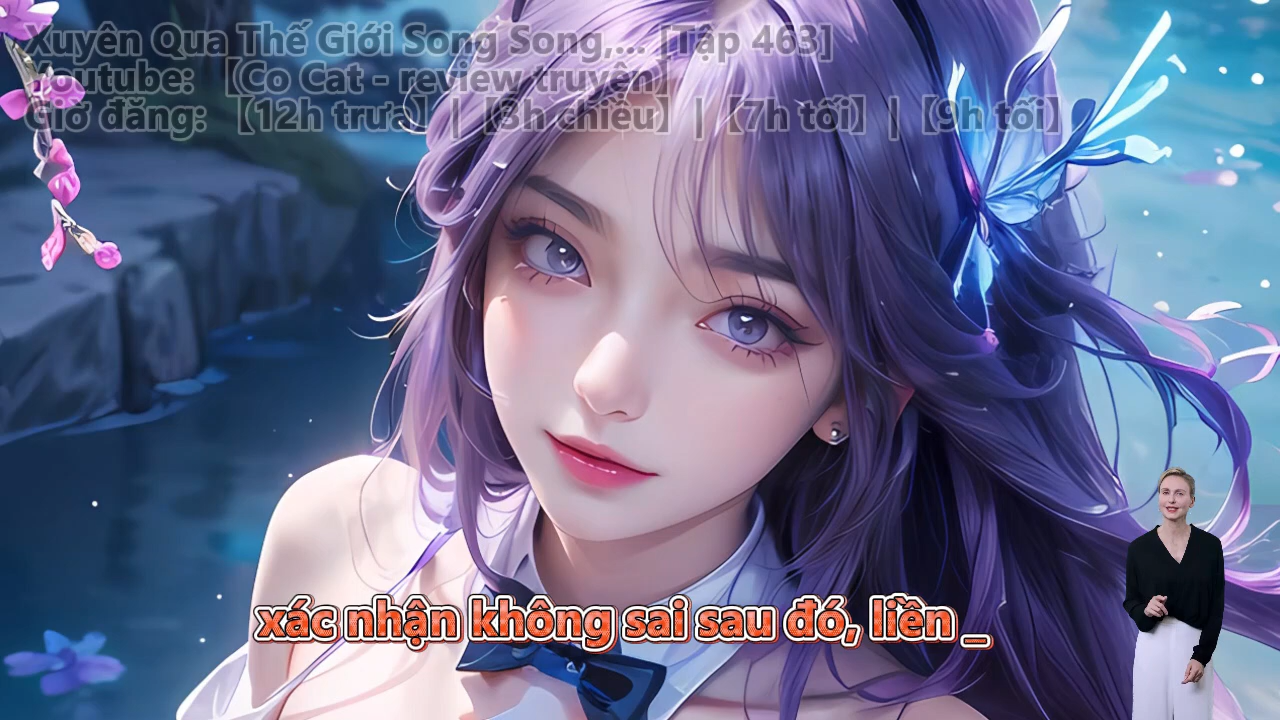 Xuyên Qua Thế Giới Song Song,... [Tập 463]
Youtube: 【Co Cat - review truyện】
Giờ đăng: 【12h trưa】 | 【3h chiều】 | 【7h tối】 | 【9h tối】
xác nhận không sai sau đó, liền _